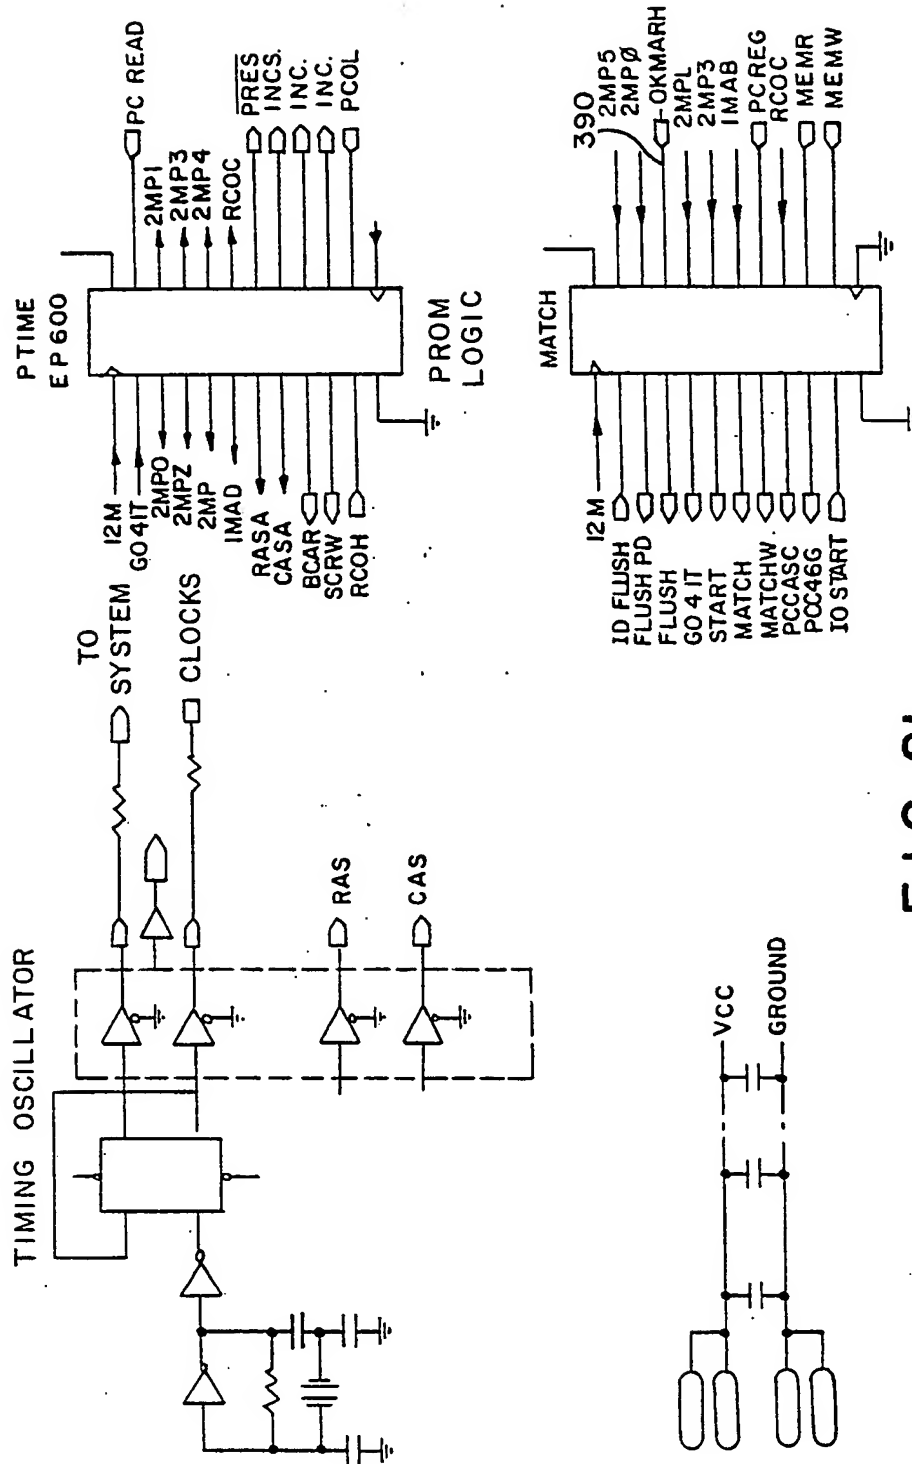 TIMING OSCILLATOR
TO
SYSTEM
CLOCKS
RAS
CAS
VCC
GROUND
PTIME
EP600
12M
GO4IT
2MPO
2MPZ
2MP
1MAD
RASA
CASA
BCAR
SCRW
RCOH
PC READ
2MP1
2MP3
2MP4
RCOC
PRES
INCS.
INC.
INC.
PCOL
PROM
LOGIC
MATCH
12M
ID FLUSH
FLUSH PD
FLUSH
GO 4 IT
START
MATCH
MATCHW
PCCASC
PCC46G
IO START
390
2MP5
2MPØ
OKMARH
2MPL
2MP3
1MAB
PCREG
RCOC
MEMR
MEMW